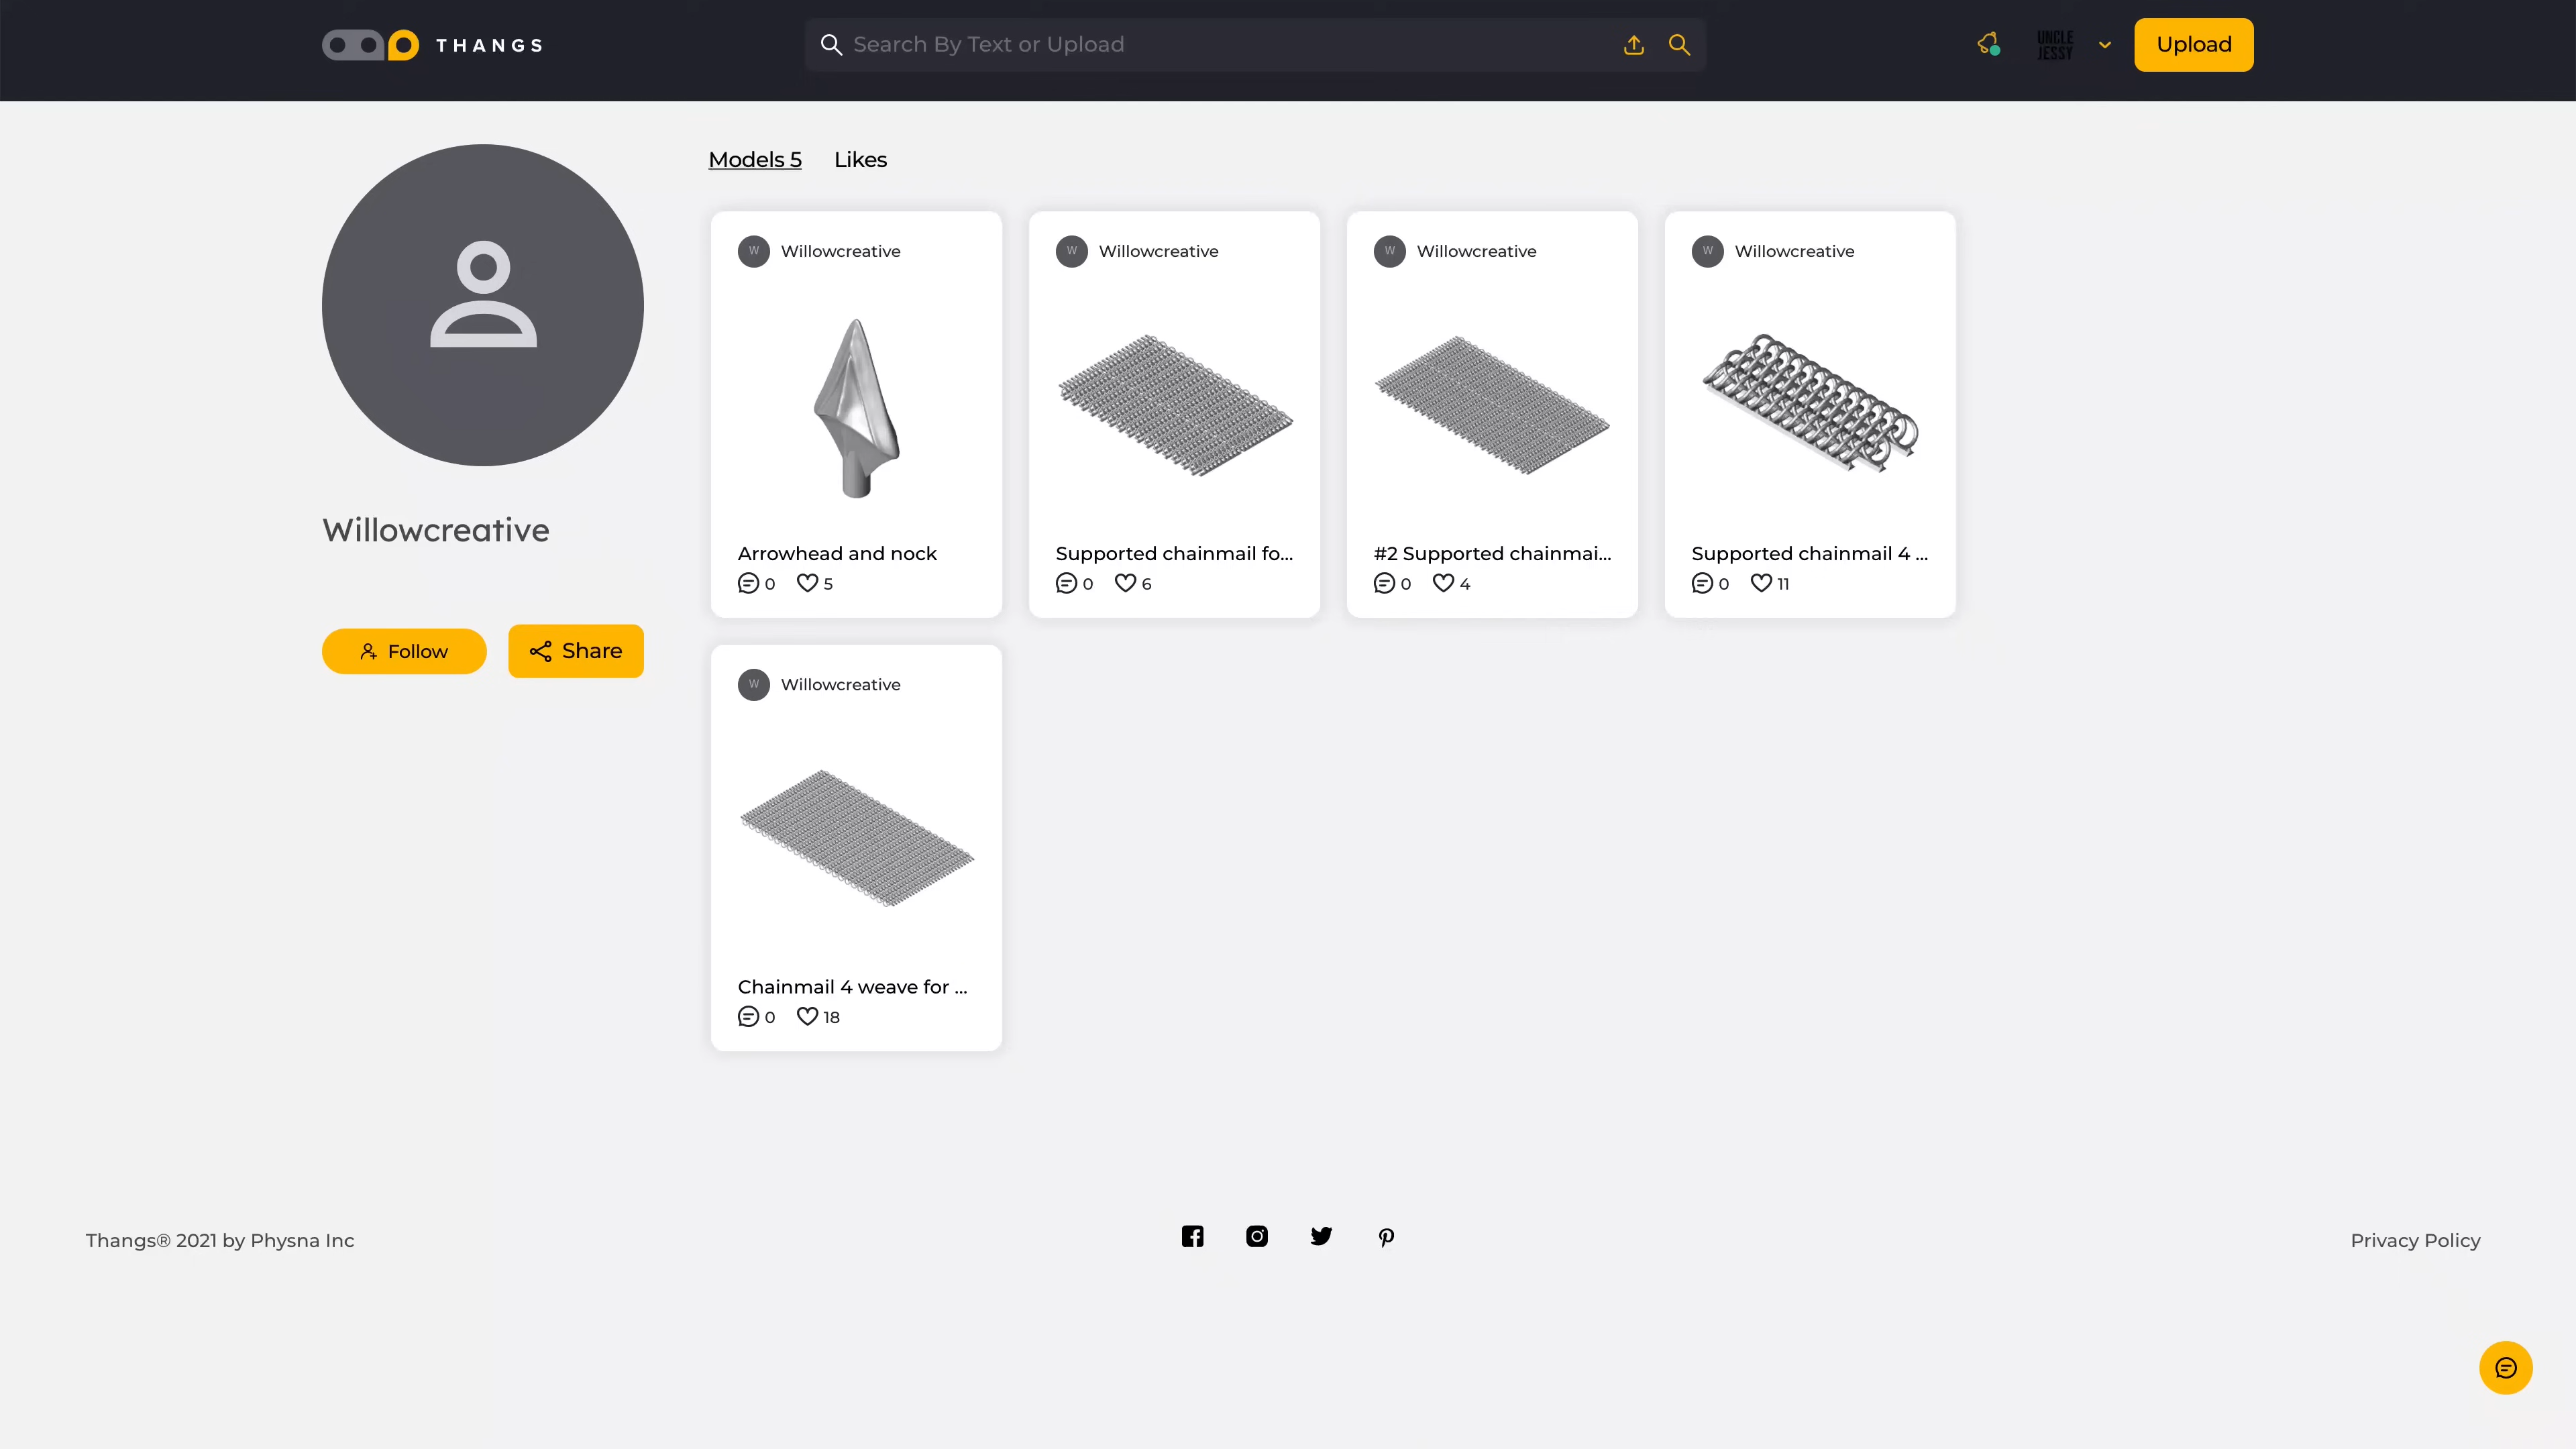 THANGS
Search By Text or Upload
UNCLE
JESSY
Upload
Models 5
Likes
W
Willowcreative
W
Willowcreative
W
Willowcreative
W
Willowcreative
Arrowhead and nock
Supported chainmail fo...
#2 Supported chainmai...
Supported chainmail 4 ...
0
5
0
6
0
4
0
11
Willowcreative
Follow
Share
W
Willowcreative
Chainmail 4 weave for ...
0
18
Thangs® 2021 by Physna Inc
Privacy Policy